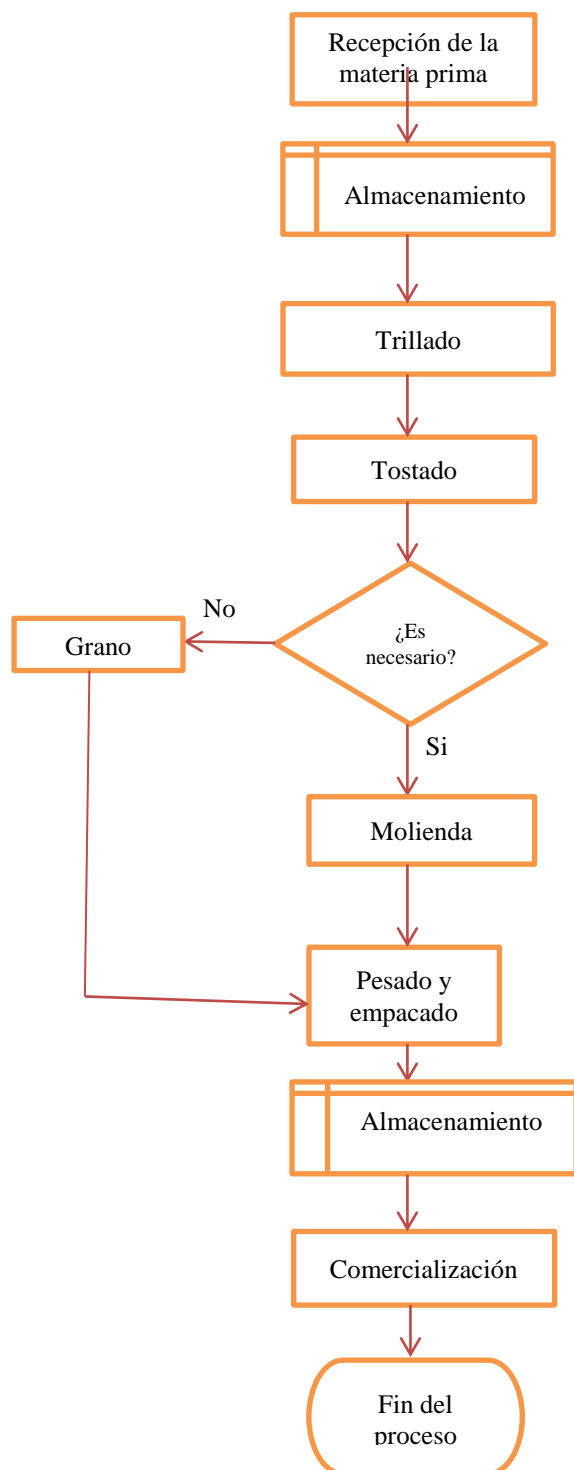 Recepción de la
materia prima
Almacenamiento
Trillado
Tostado
¿Es
necesario?
No
Grano
Si
Molienda
Pesado y
empacado
Almacenamiento
Comercialización
Fin del
proceso